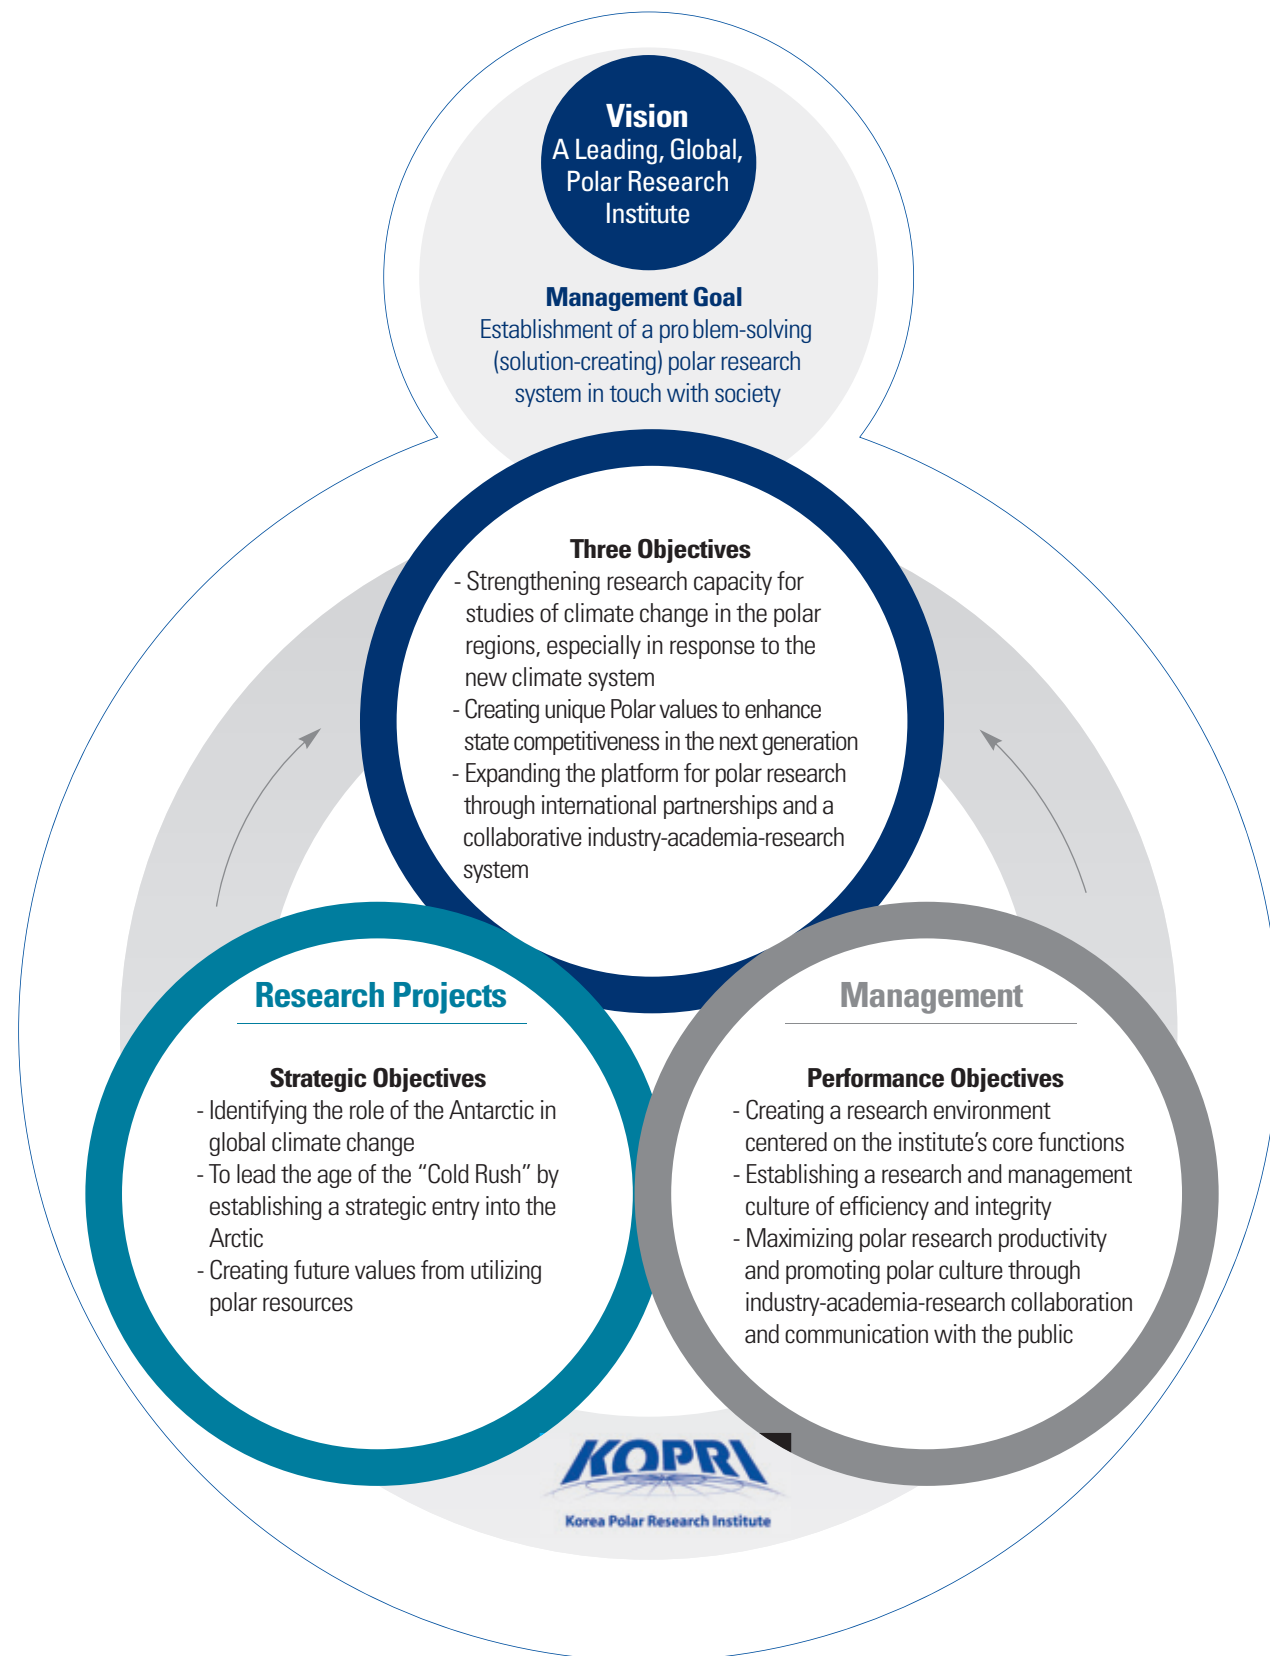 Vision
A Leading, Global,
Polar Research
Institute
Management Goal
Establishment of a pro blem-solving
(solution-creating) polar research
system in touch with society
Three Objectives
- Strengthening research capacity for
studies of climate change in the polar
regions, especially in response to the
new climate system
- Creating unique Polar values to enhance
state competitiveness in the next generation
- Expanding the platform for polar research
through international partnerships and a
collaborative industry-academia-research
system
Research Projects
Strategic Objectives
- Identifying the role of the Antarctic in
global climate change
- To lead the age of the “Cold Rush” by
establishing a strategic entry into the
Arctic
- Creating future values from utilizing
polar resources
Management
Performance Objectives
- Creating a research environment
centered on the institute’s core functions
- Establishing a research and management
culture of efficiency and integrity
- Maximizing polar research productivity
and promoting polar culture through
industry-academia-research collaboration
and communication with the public
KOPRI
Korea Polar Research Institute